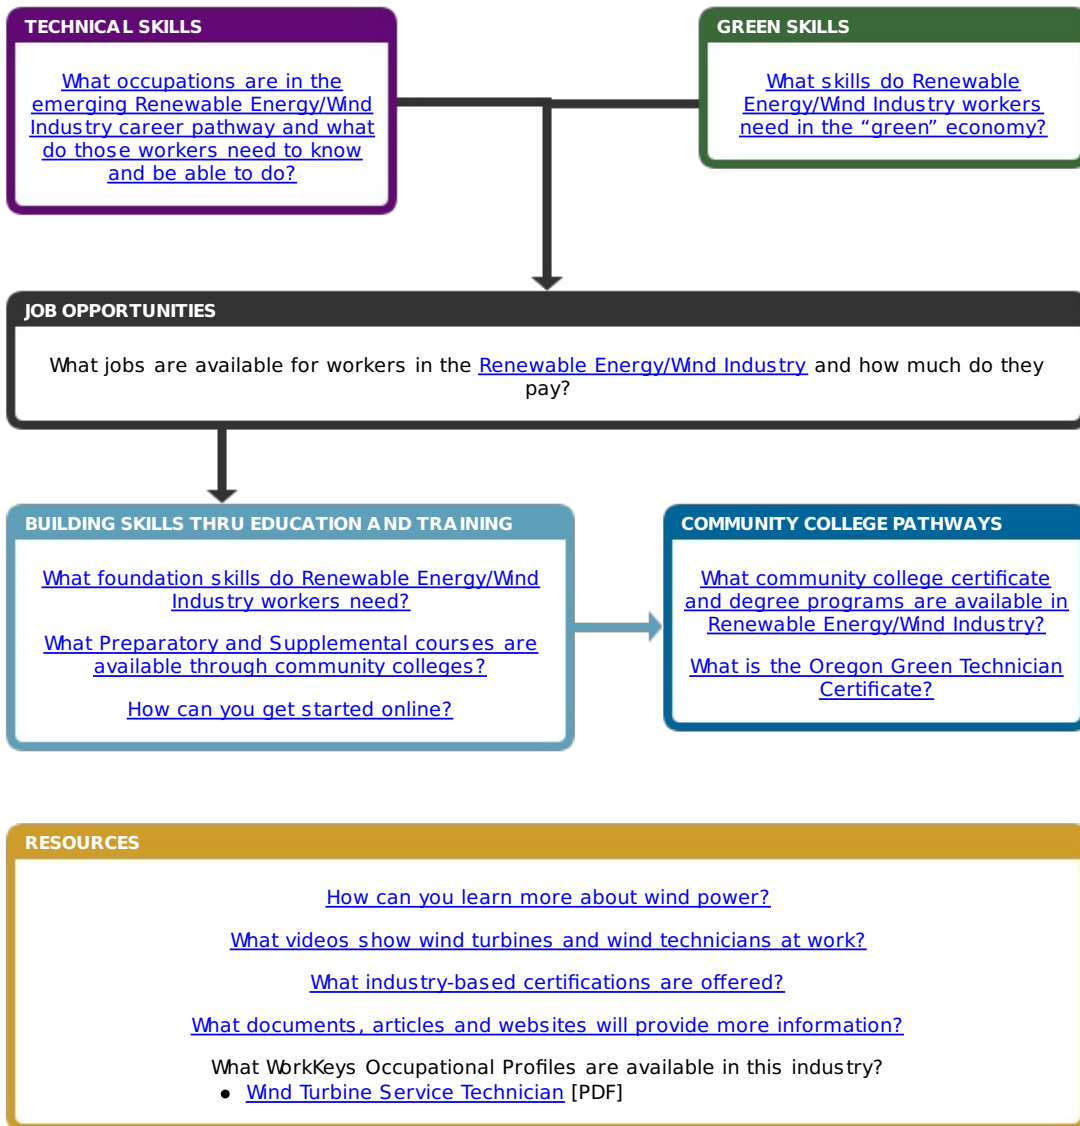 TECHNICAL SKILLS
What occupations are in the
emerging Renewable Energy/Wind
Industry career pathway and what
do those workers need to know
and be able to do?
GREEN SKILLS
What skills do Renewable
Energy/Wind Industry workers
need in the “green” economy?
JOB OPPORTUNITIES
What jobs are available for workers in the Renewable Energy/Wind Industry and how much do they
pay?
BUILDING SKILLS THRU EDUCATION AND TRAINING
What foundation skills do Renewable Energy/Wind
Industry workers need?
What Preparatory and Supplemental courses are
available through community colleges?
How can you get started online?
COMMUNITY COLLEGE PATHWAYS
What community college certificate
and degree programs are available in
Renewable Energy/Wind Industry?
What is the Oregon Green Technician
Certificate?
RESOURCES
How can you learn more about wind power?
What videos show wind turbines and wind technicians at work?
What industry-based certifications are offered?
What documents, articles and websites will provide more information?
What WorkKeys Occupational Profiles are available in this industry?
● Wind Turbine Service Technician [PDF]